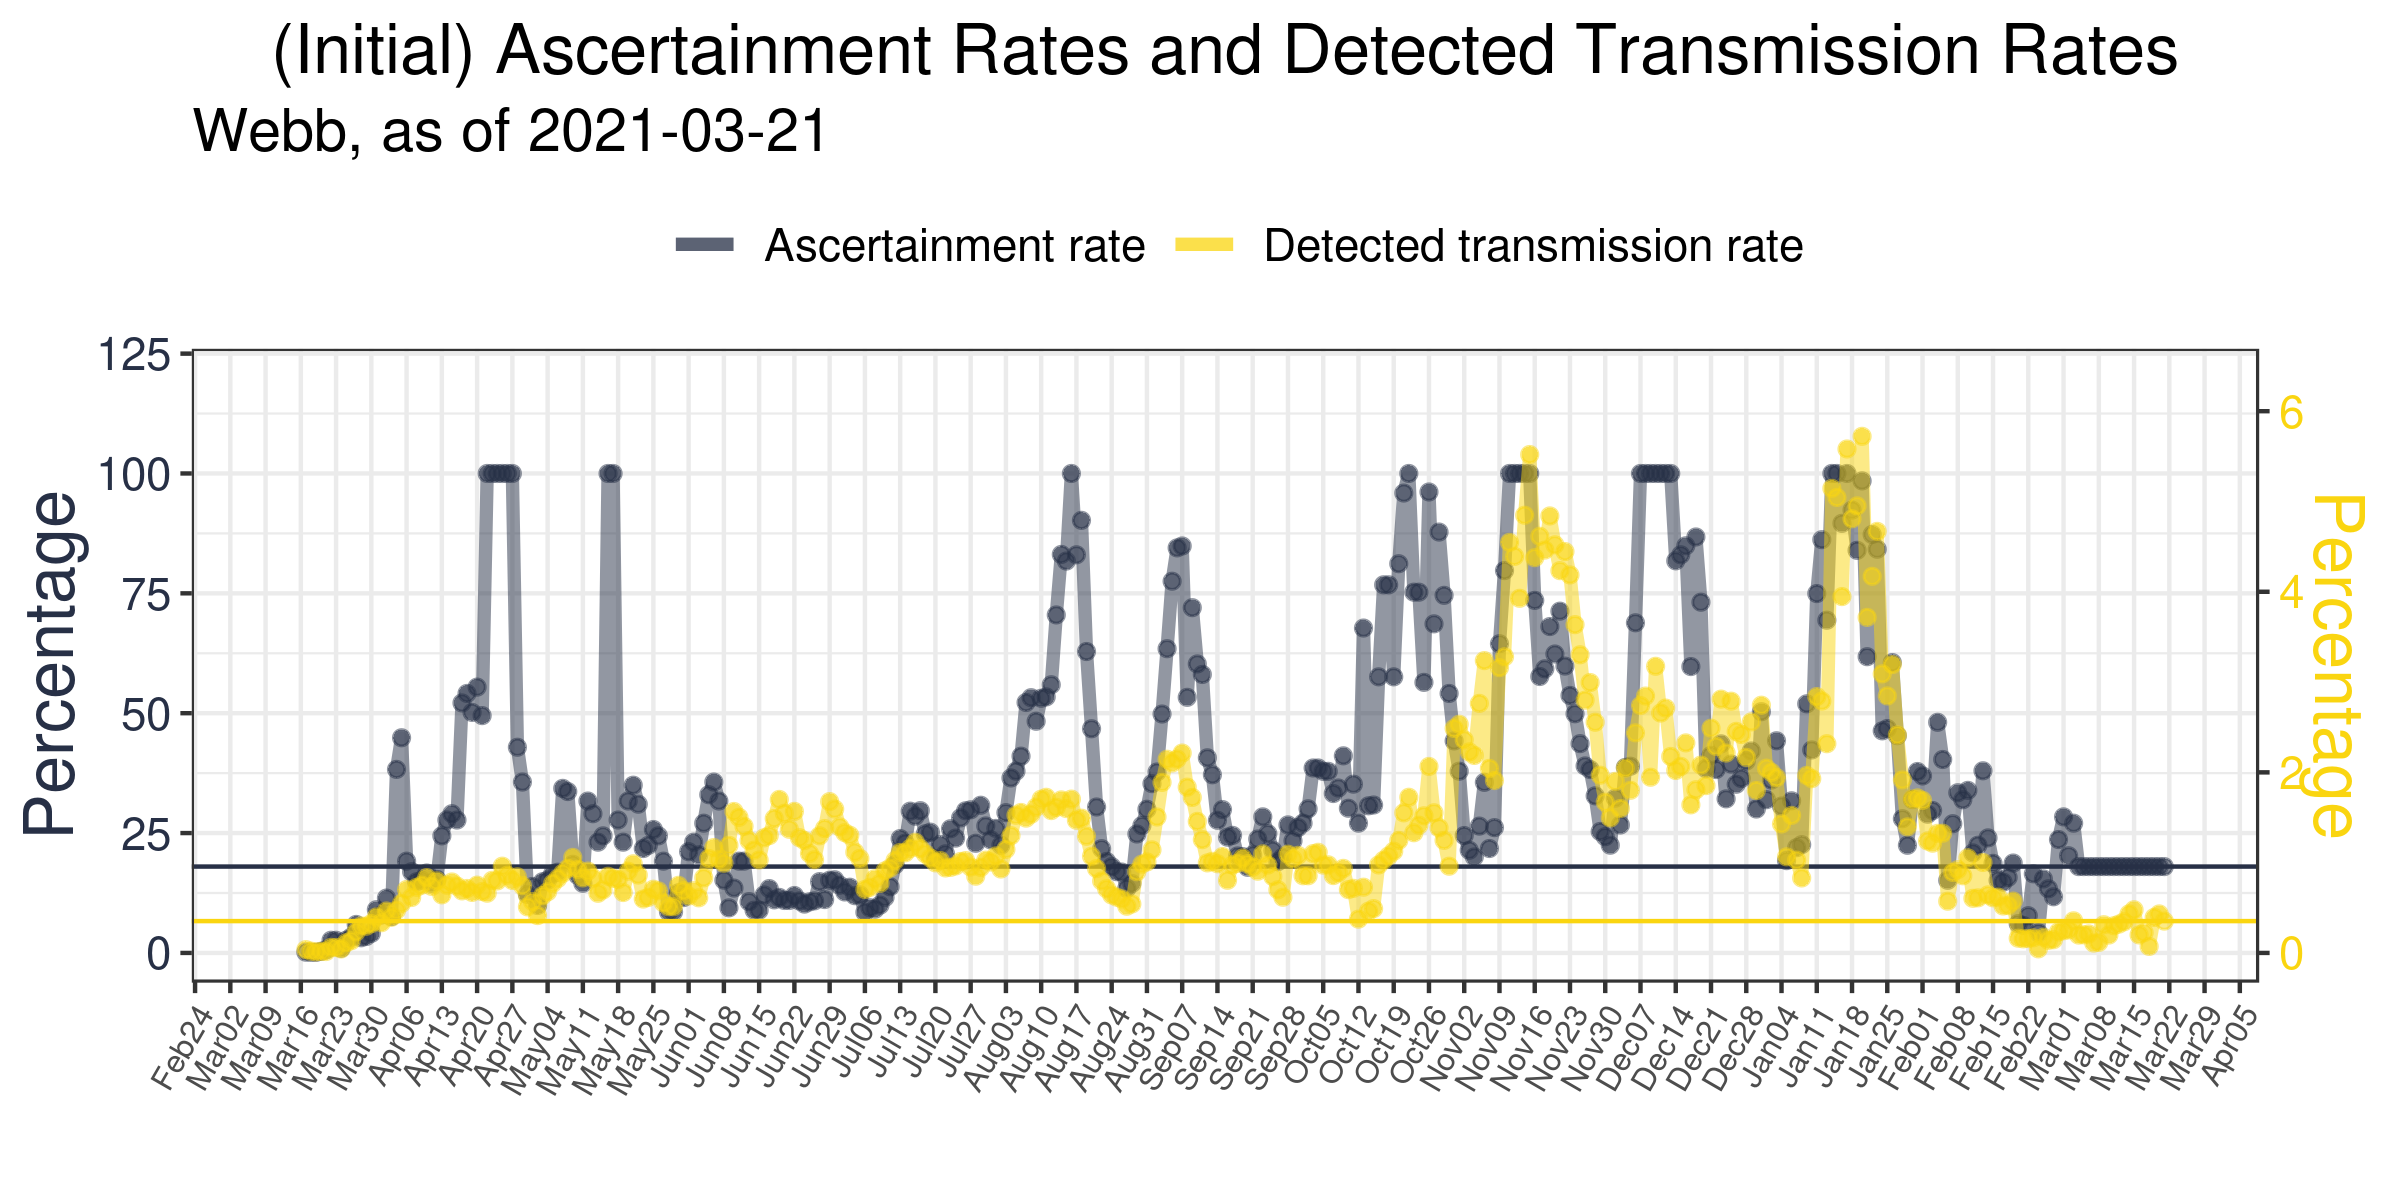 (Initial) Ascertainment Rates and Detected Transmission Rates
Webb, as of 2021-03-21
Ascertainment rate Detected transmission rate
Percentage
125
100
75
50
25
0
6
4
2
0
Percentage
Feb24 Mar02 Mar09 Mar16 Mar23 Mar30 Apr06 Apr13 Apr20 Apr27 May04 May11 May18 May25 Jun01 Jun08 Jun15 Jun22 Jun29 Jul06 Jul13 Jul20 Jul27 Aug03 Aug10 Aug17 Aug24 Aug31 Sep07 Sep14 Sep21 Sep28 Oct05 Oct12 Oct19 Oct26 Nov02 Nov09 Nov16 Nov23 Nov30 Dec07 Dec14 Dec21 Dec28 Jan04 Jan11 Jan18 Jan25 Feb01 Feb08 Feb15 Feb22 Mar01 Mar08 Mar15 Mar22 Mar29 Apr05